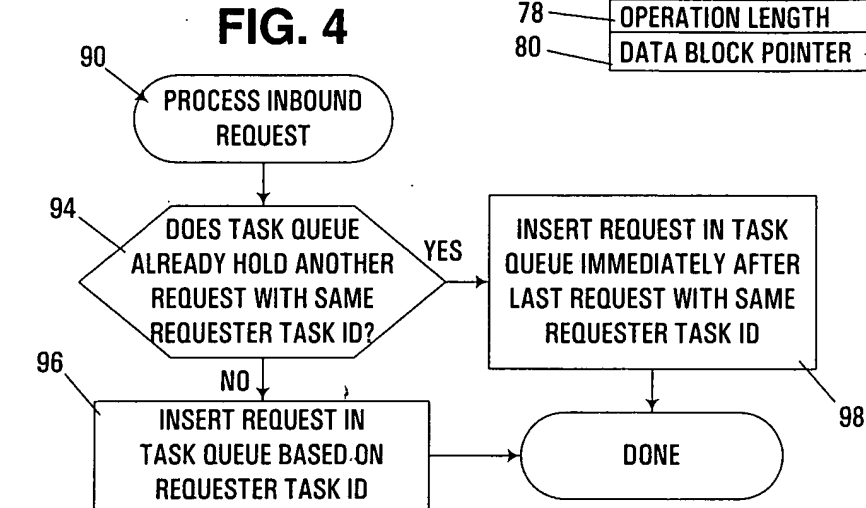 FIG. 4
78
OPERATION LENGTH
80
DATA BLOCK POINTER
90
PROCESS INBOUND
REQUEST
94
DOES TASK QUEUE
ALREADY HOLD ANOTHER
REQUEST WITH SAME
REQUESTER TASK ID?
YES
INSERT REQUEST IN TASK
QUEUE IMMEDIATELY AFTER
LAST REQUEST WITH SAME
REQUESTER TASK ID
98
NO
96
INSERT REQUEST IN
TASK QUEUE BASED ON
REQUESTER TASK ID
DONE